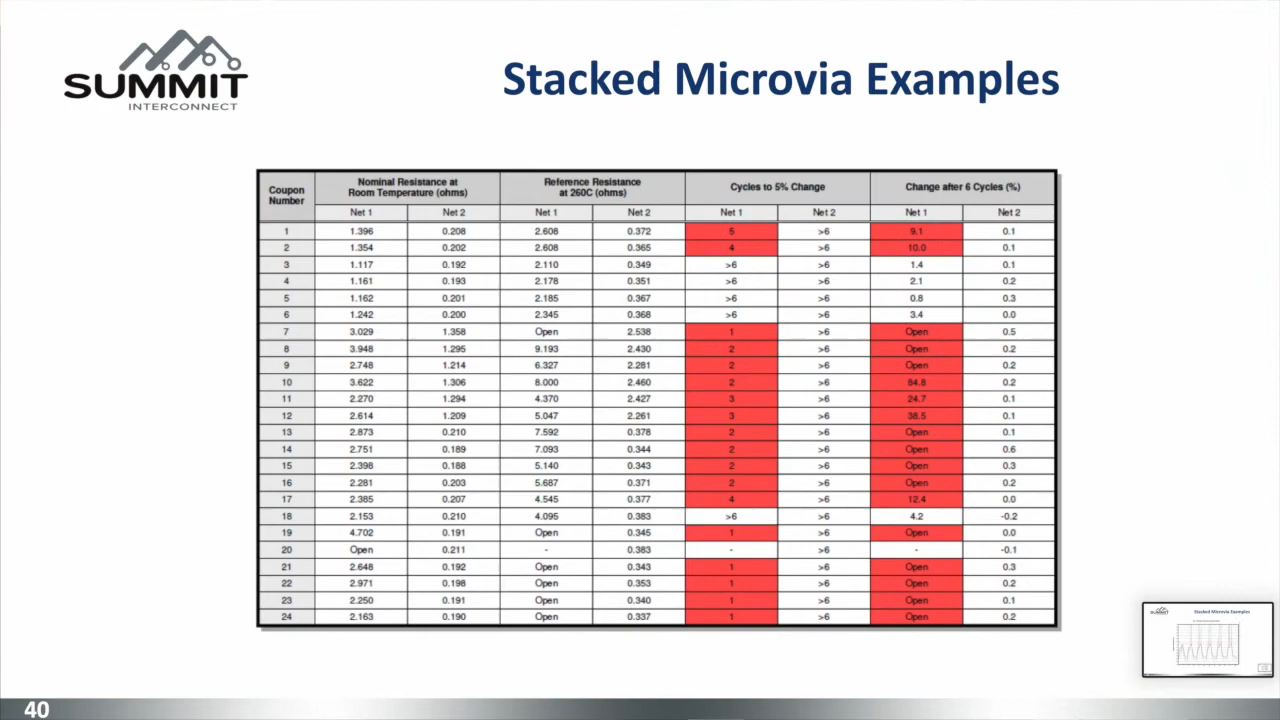 SUMMIT
INTERCONNECT
Stacked Microvia Examples
Coupon Number | Nominal Resistance at Room Temperature (ohms) | Reference Resistance at 260C (ohms) | Cycles to 5% Change | Change after 6 Cycles (%)
Net 1 Net 2 Net 1 Net 2 Net 1 Net 2 Net 1 Net 2
1 1.396 0.208 2.608 0.372 5 >6 9.1 0.1
2 1.354 0.202 2.608 0.365 4 >6 10.0 0.1
3 1.117 0.192 2.110 0.349 >6 >6 1.4 0.1
4 1.161 0.193 2.178 0.351 >6 >6 2.1 0.2
5 1.162 0.201 2.185 0.367 >6 >6 0.8 0.3
6 1.242 0.200 2.345 0.368 >6 >6 3.4 0.0
7 3.029 1.358 Open 2.538 1 >6 Open 0.5
8 3.948 1.295 9.193 2.430 2 >6 Open 0.2
9 2.748 1.214 6.327 2.281 2 >6 Open 0.2
10 3.622 1.306 8.000 2.460 2 >6 84.8 0.2
11 2.270 1.294 4.370 2.427 3 >6 24.7 0.1
12 2.614 1.209 5.047 2.261 3 >6 38.5 0.1
13 2.873 0.210 7.592 0.378 2 >6 Open 0.1
14 2.751 0.189 7.093 0.344 2 >6 Open 0.6
15 2.398 0.188 5.140 0.343 2 >6 Open 0.3
16 2.281 0.203 5.687 0.371 2 >6 Open 0.2
17 2.385 0.207 4.545 0.377 4 >6 12.4 0.0
18 2.153 0.210 4.095 0.383 >6 >6 4.2 -0.2
19 4.702 0.191 Open 0.345 1 >6 Open 0.0
20 Open 0.211 - 0.383 - >6 - -0.1
21 2.648 0.192 Open 0.343 1 >6 Open 0.3
22 2.971 0.198 Open 0.353 1 >6 Open 0.2
23 2.250 0.191 Open 0.340 1 >6 Open 0.1
24 2.163 0.190 Open 0.337 1 >6 Open 0.2
SUMMIT
Stacked Microvia Examples
40